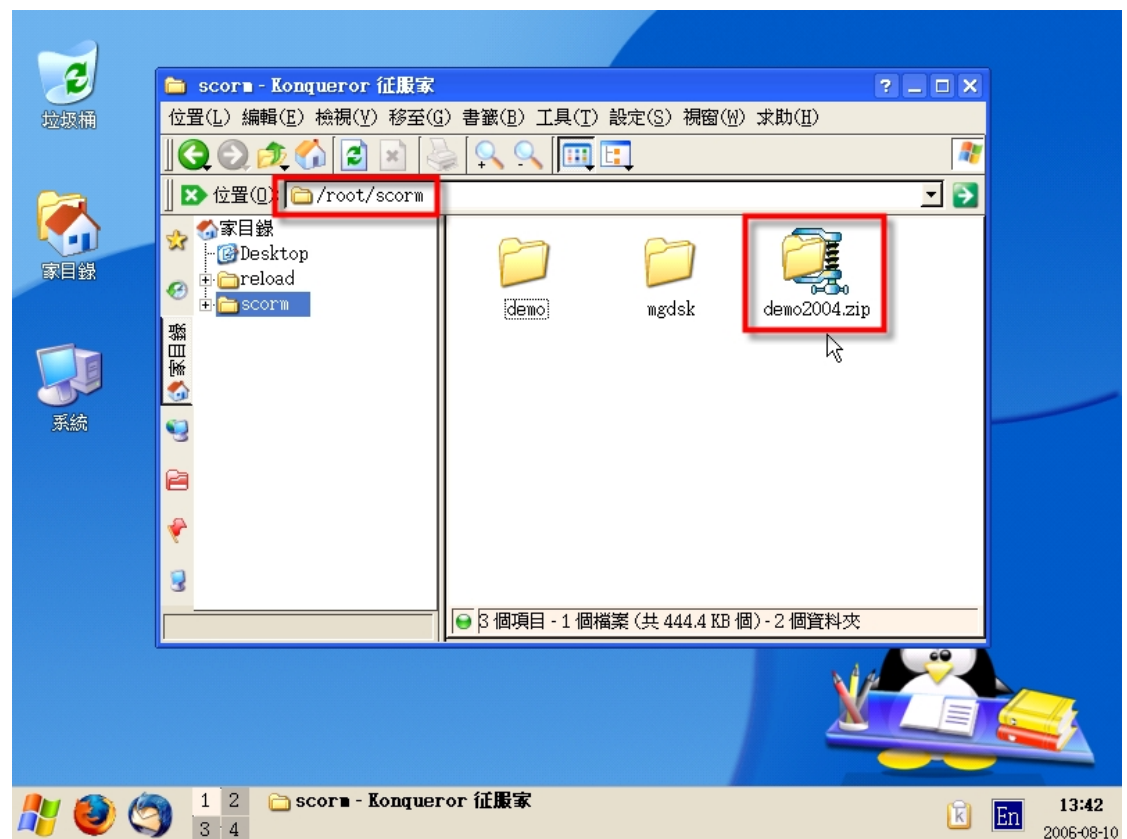 垃圾桶
家目錄
系統
scorm - Konqueror 征服家
位置(L) 編輯(E) 檢視(V) 移至(G) 書籤(B) 工具(T) 設定(S) 視窗(W) 求助(H)
位置(O): /root/scorm
家目錄
Desktop
reload
scorm
家目錄
demo
mgdsk
demo2004.zip
3 個項目 - 1 個檔案 (共 444.4 KB 個) - 2 個資料夾
1 2
3 4
scorm - Konqueror 征服家
k
En
13:42
2006-08-10